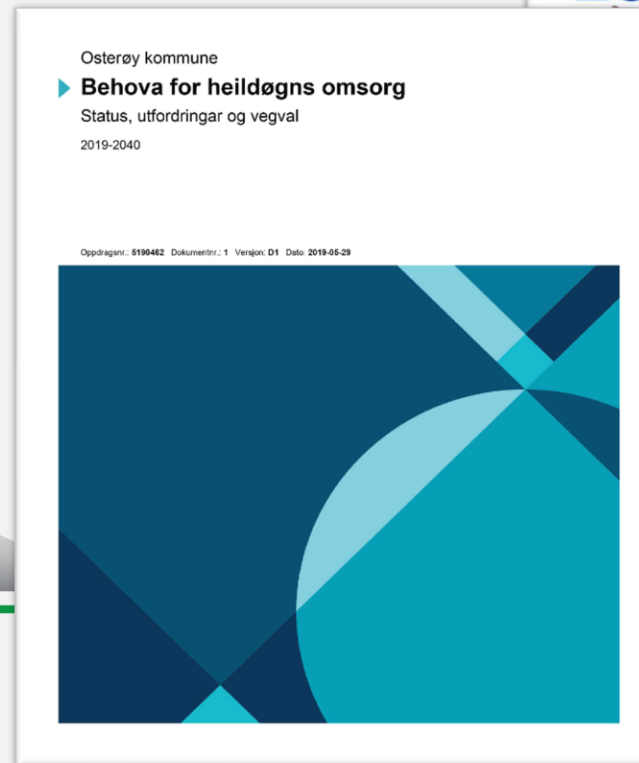 Osterøy kommune
Behova for heildøgns omsorg
Status, utfordringar og vegval
2019-2040
Oppdragsnr.: 5190462 Dokumentnr.: 1 Versjon: D1 Dato: 2019-05-29